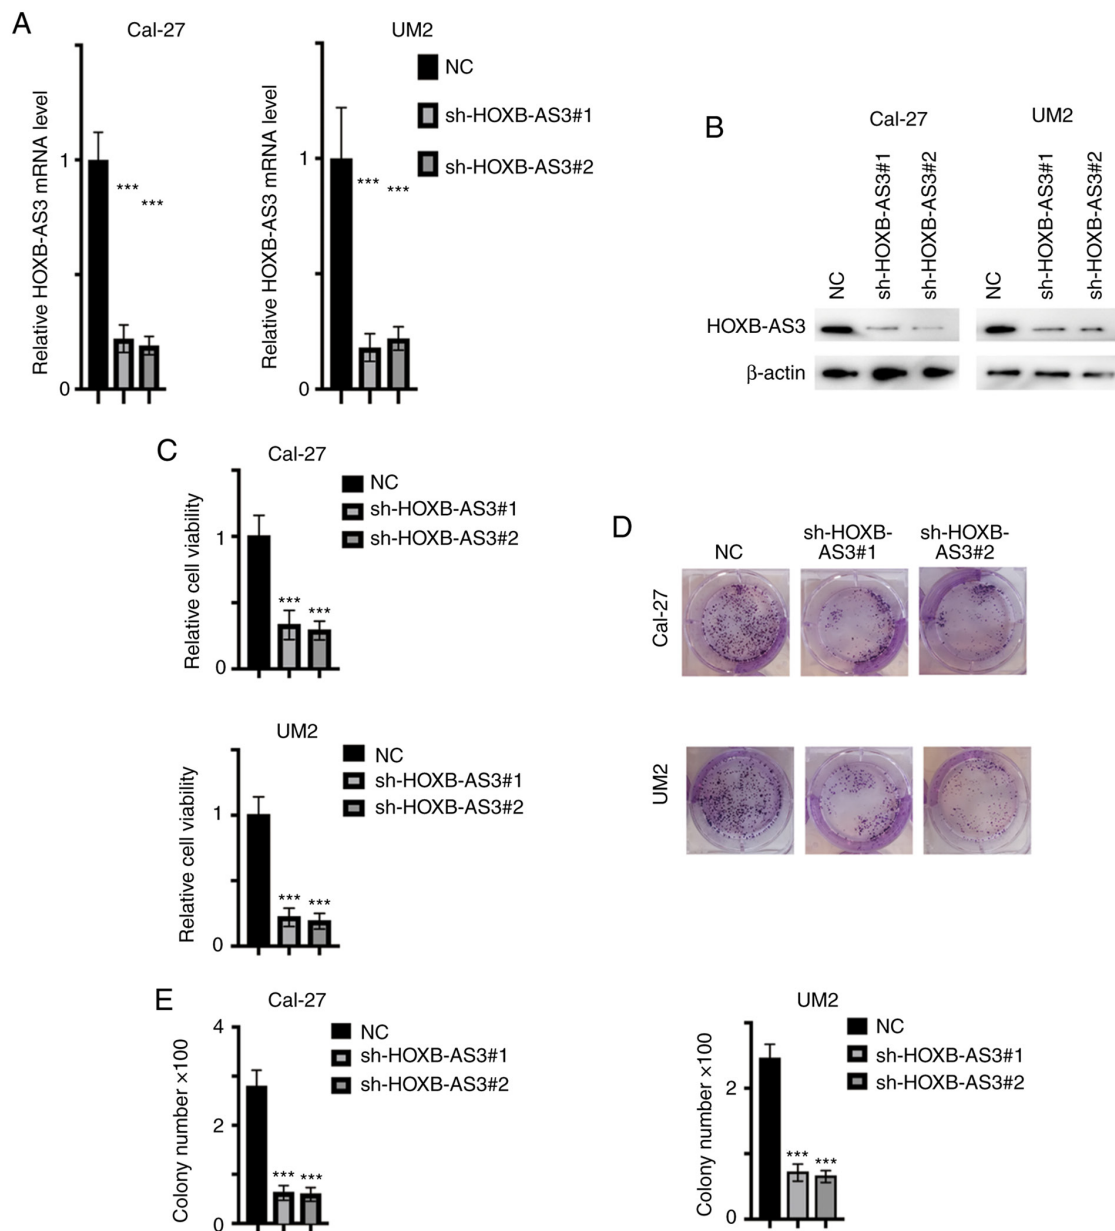 A
Cal-27
UM2
Relative HOXB-AS3 mRNA level
1
0
***
***
Relative HOXB-AS3 mRNA level
1
0
***
***
NC
sh-HOXB-AS3#1
sh-HOXB-AS3#2
B
Cal-27
UM2
NC
sh-HOXB-AS3#1
sh-HOXB-AS3#2
NC
sh-HOXB-AS3#1
sh-HOXB-AS3#2
HOXB-AS3
β-actin
C
Cal-27
Relative cell viability
1
0
***
***
NC
sh-HOXB-AS3#1
sh-HOXB-AS3#2
UM2
Relative cell viability
1
0
***
***
NC
sh-HOXB-AS3#1
sh-HOXB-AS3#2
D
NC
sh-HOXB-
AS3#1
sh-HOXB-
AS3#2
Cal-27
UM2
E
Cal-27
Colony number ×100
4
2
0
***
***
NC
sh-HOXB-AS3#1
sh-HOXB-AS3#2
UM2
Colony number ×100
2
0
***
***
NC
sh-HOXB-AS3#1
sh-HOXB-AS3#2